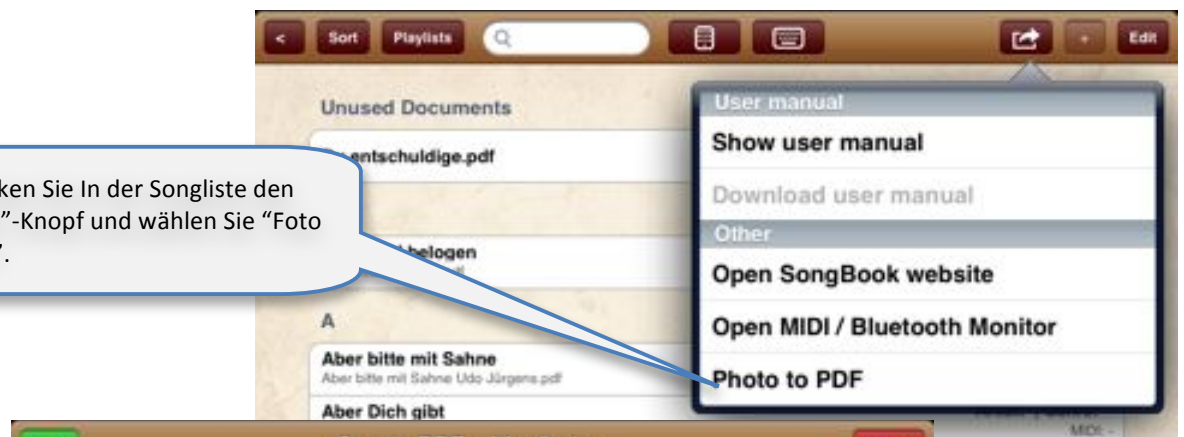 < Sort Playlists + Edit
Unused Documents
entschuldige.pdf
belogen
A
Aber bitte mit Sahne
Aber bitte mit Sahne Udo Jürgens.pdf
Aber Dich gibt
ken Sie In der Songliste den
”-Knopf und wählen Sie “Foto
”.
User manual
Show user manual
Download user manual
Other
Open SongBook website
Open MIDI / Bluetooth Monitor
Photo to PDF
MIDI: -